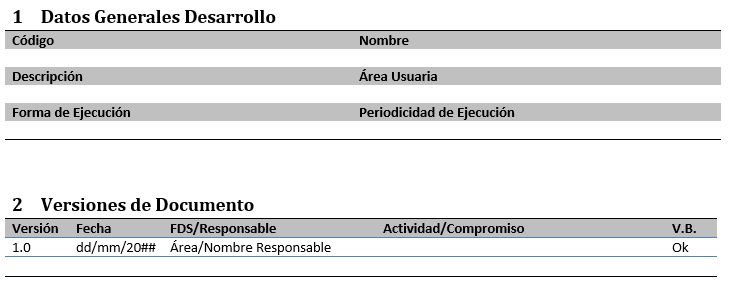 1 Datos Generales Desarrollo
Código Nombre
Descripción Área Usuaria
Forma de Ejecución Periodicidad de Ejecución
2 Versiones de Documento
Versión Fecha FDS/Responsable Actividad/Compromiso V.B.
1.0 dd/mm/20## Área/Nombre Responsable Ok